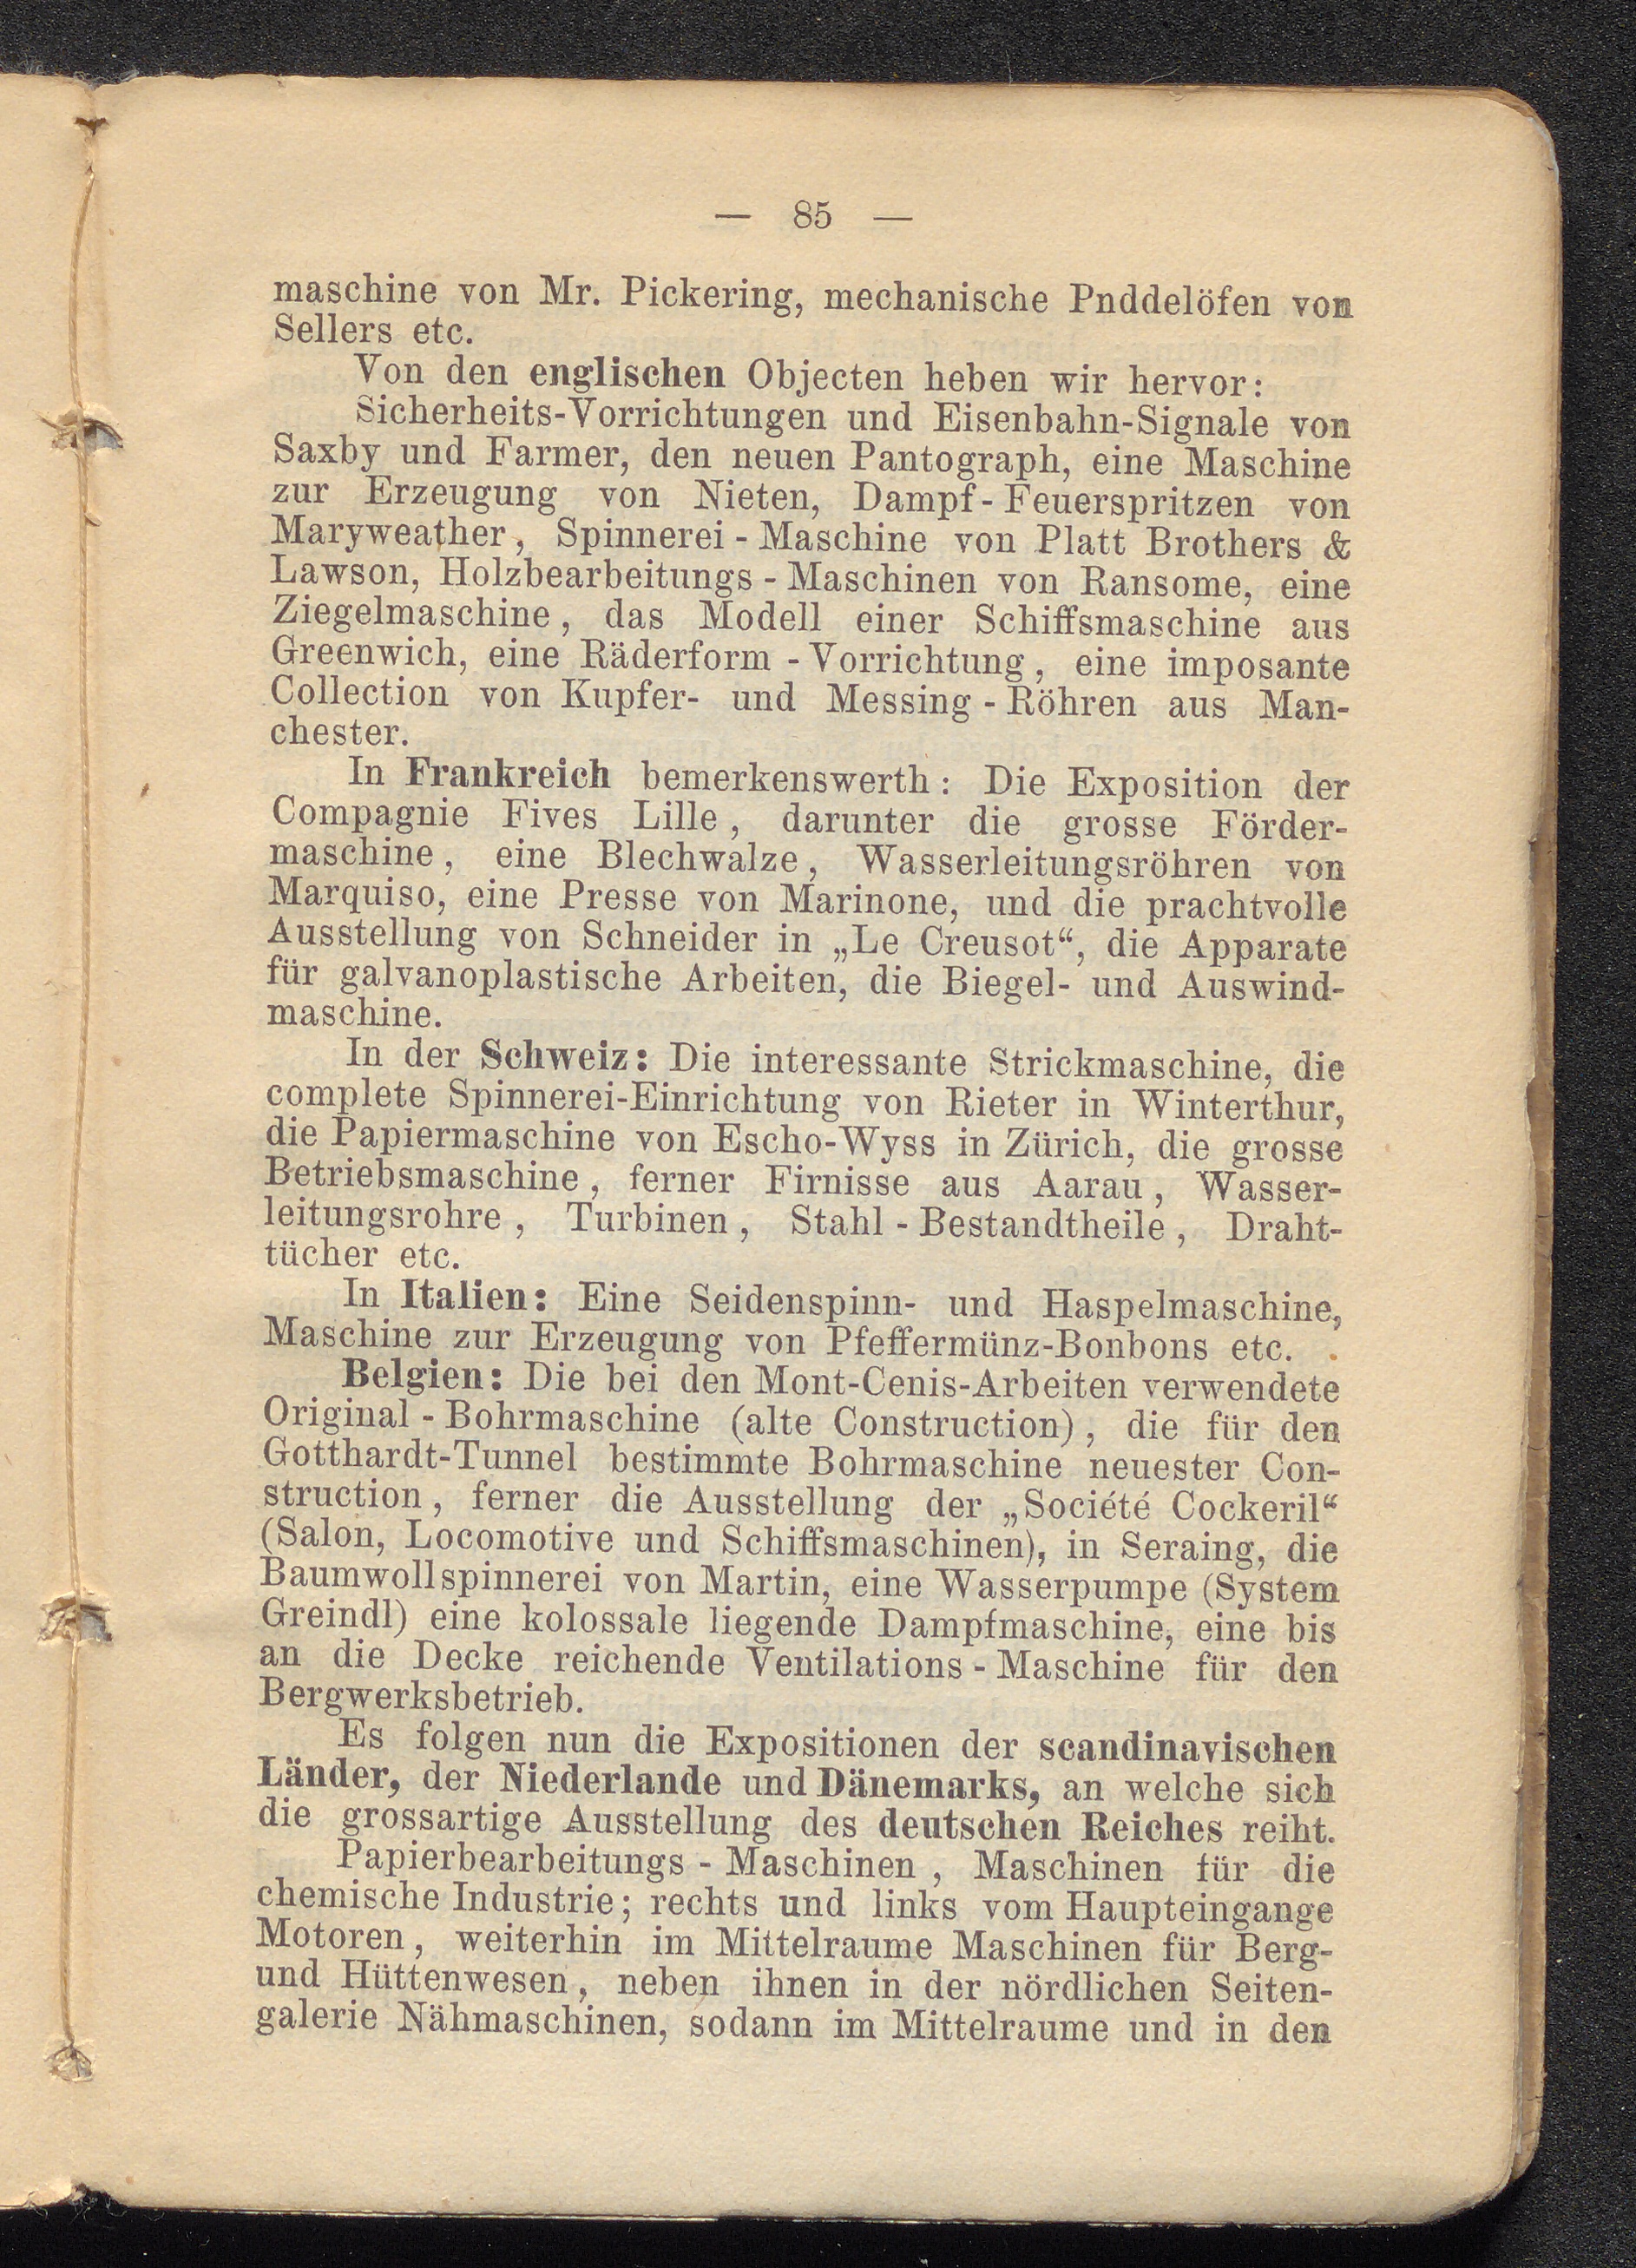 — 85 —
maschine von Mr. Pickering, mechanische Pnddelöfen von
Sellers etc.
Von den englischen Objecten heben wir hervor:
Sicherheits-Vorrichtungen und Eisenbahn-Signale von
Saxby und Farmer, den neuen Pantograph, eine Maschine
zur Erzeugung von Nieten, Dampf-Feuerspritzen von
Maryweather, Spinnerei-Maschine von Platt Brothers &
Lawson, Holzbearbeitungs-Maschinen von Ransome, eine
Ziegelmaschine, das Modell einer Schiffsmaschine aus
Greenwich, eine Räderform-Vorrichtung, eine imposante
Collection von Kupfer- und Messing-Röhren aus Man-
chester.
In Frankreich bemerkenswerth: Die Exposition der
Compagnie Fives Lille, darunter die grosse Förder-
maschine, eine Blechwalze, Wasserleitungsröhren von
Marquiso, eine Presse von Marinone, und die prachtvolle
Ausstellung von Schneider in „Le Creusot“, die Apparate
für galvanoplastische Arbeiten, die Biegel- und Auswind-
maschine.
In der Schweiz: Die interessante Strickmaschine, die
complete Spinnerei-Einrichtung von Rieter in Winterthur,
die Papiermaschine von Escho-Wyss in Zürich, die grosse
Betriebsmaschine, ferner Firnisse aus Aarau, Wasser-
leitungsrohre, Turbinen, Stahl-Bestandtheile, Draht-
tücher etc.
In Italien: Eine Seidenspinn- und Haspelmaschine,
Maschine zur Erzeugung von Pfeffermünz-Bonbons etc.
Belgien: Die bei den Mont-Cenis-Arbeiten verwendete
Original-Bohrmaschine (alte Construction), die für den
Gotthardt-Tunnel bestimmte Bohrmaschine neuester Con-
struction, ferner die Ausstellung der „Société Cockeril“
(Salon, Locomotive und Schiffsmaschinen), in Seraing, die
Baumwollspinnerei von Martin, eine Wasserpumpe (System
Greindl) eine kolossale liegende Dampfmaschine, eine bis
an die Decke reichende Ventilations-Maschine für den
Bergwerksbetrieb.
Es folgen nun die Expositionen der scandinavischen
Länder, der Niederlande und Dänemarks, an welche sich
die grossartige Ausstellung des deutschen Reiches reiht.
Papierbearbeitungs-Maschinen, Maschinen für die
chemische Industrie; rechts und links vom Haupteingange
Motoren, weiterhin im Mittelraume Maschinen für Berg-
und Hüttenwesen, neben ihnen in der nördlichen Seiten-
galerie Nähmaschinen, sodann im Mittelraume und in den